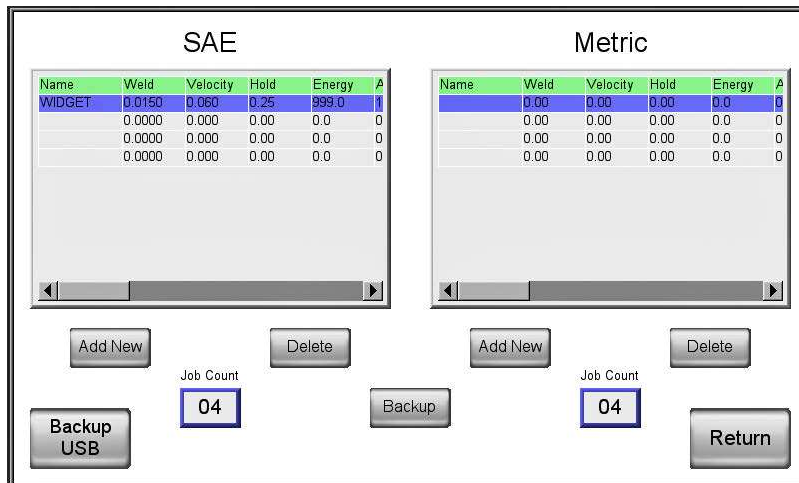 SAE
Name Weld Velocity Hold Energy A
WIDGET 0.0150 0.060 0.25 999.0 1
0.0000 0.000 0.00 0.0 0
0.0000 0.000 0.00 0.0 0
0.0000 0.000 0.00 0.0 0
Add New Delete
Job Count
04
Metric
Name Weld Velocity Hold Energy A
0.00 0.00 0.00 0.0 0
0.00 0.00 0.00 0.0 0
0.00 0.00 0.00 0.0 0
0.00 0.00 0.00 0.0 0
Add New Delete
Job Count
04
Backup
Backup
USB
Return